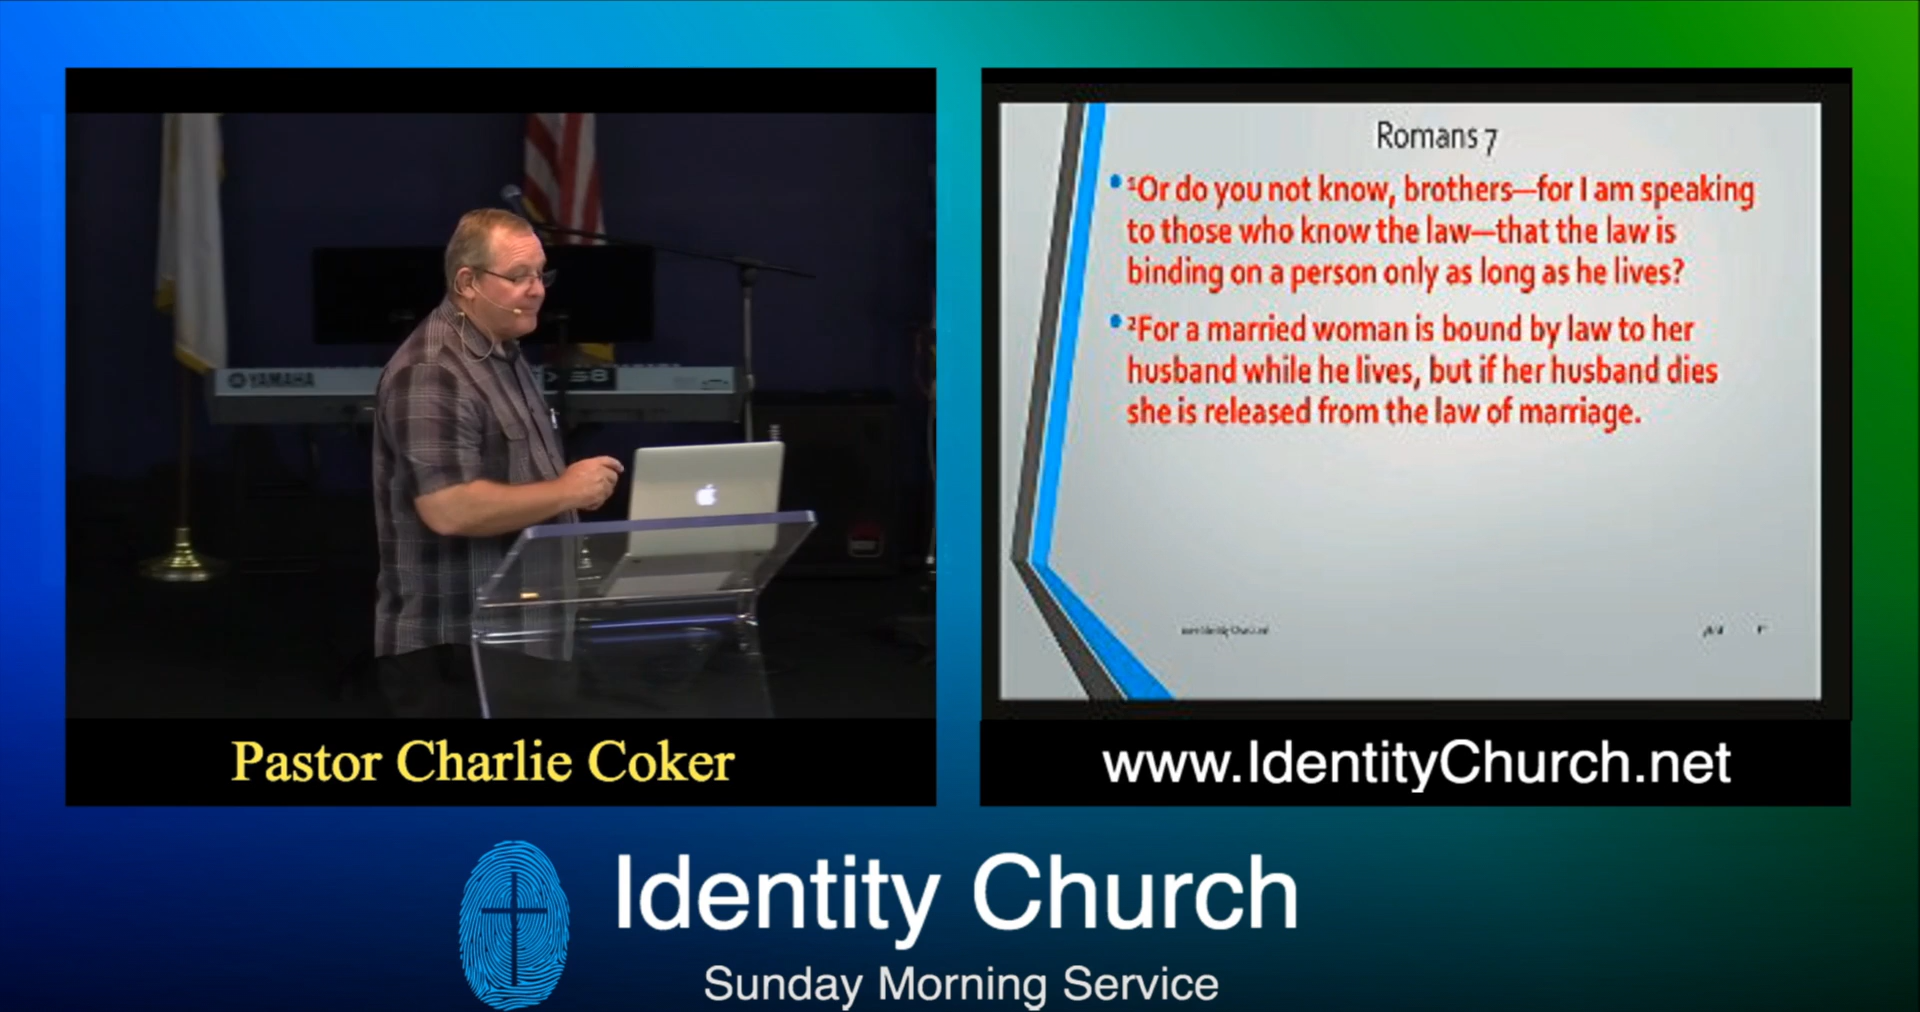 YAMAHA
Pastor Charlie Coker
Romans 7
¹Or do you not know, brothers—for I am speaking
to those who know the law—that the law is
binding on a person only as long as he lives?
²For a married woman is bound by law to her
husband while he lives, but if her husband dies
she is released from the law of marriage.
www.IdentityChurch.net
Identity Church
Sunday Morning Service